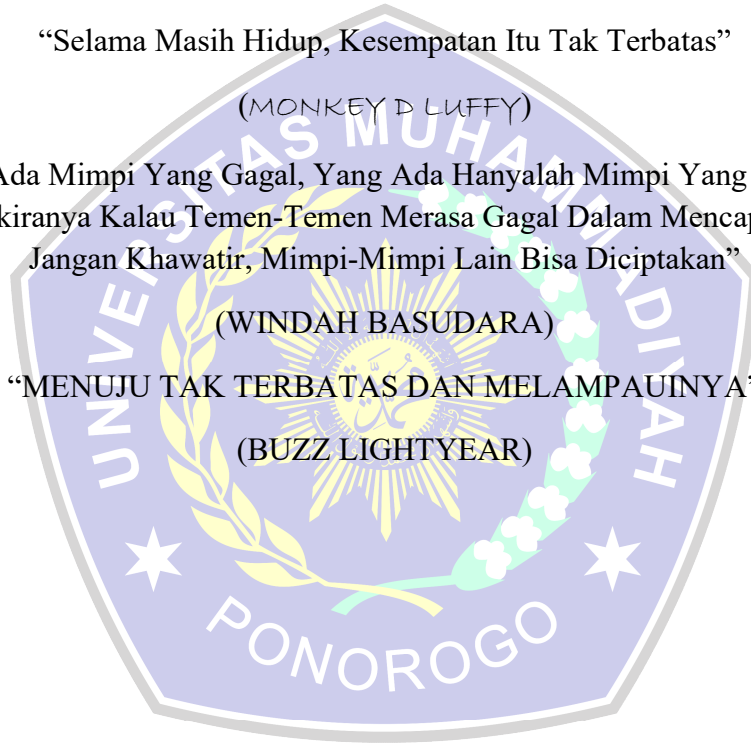 “Selama Masih Hidup, Kesempatan Itu Tak Terbatas”
(MONKEY D LUFFY)
Ada Mimpi Yang Gagal, Yang Ada Hanyalah Mimpi Yang
kiranya Kalau Temen-Temen Merasa Gagal Dalam
Jangan Khawatir, Mimpi-Mimpi Lain Bisa Diciptakan”
(WINDAH BASUDARA)
“MENUJU TAK TERBATAS DAN MELAMPAUINYA”
(BUZZ LIGHTYEAR)
UNIVERSITAS MUHAMMADIYAH
PONOROGO